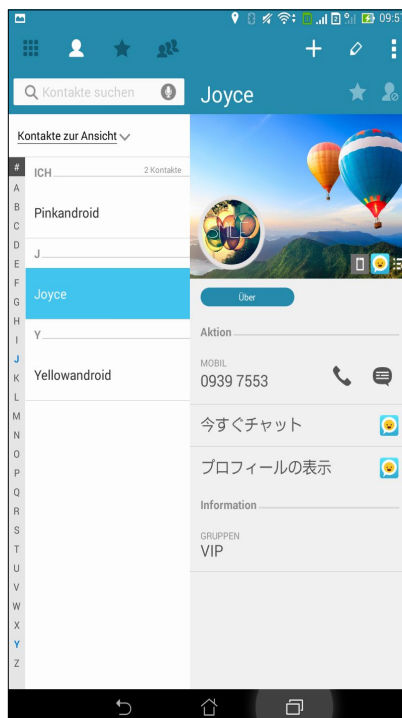 09:57
Kontakte suchen
Joyce
Kontakte zur Ansicht
ICH
2 Kontakte
Pinkandroid
J
Joyce
Y
Yellowandroid
#
A
B
C
D
E
F
G
H
I
J
K
L
M
N
O
P
Q
R
S
T
U
V
W
X
Y
Z
SMILE
Über
Aktion
MOBIL
0939 7553
今すぐチャット
プロフィールの表示
Information
GRUPPEN
VIP